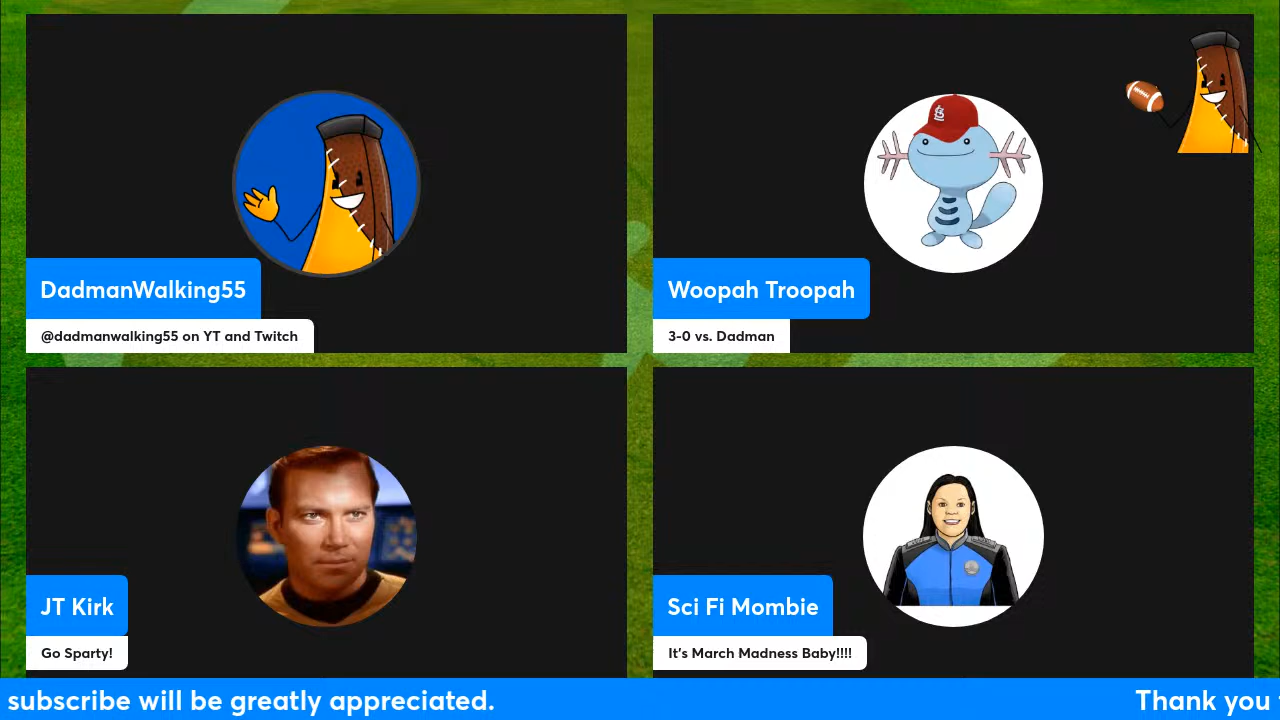 DadmanWalking55
@dadmanwalking55 on YT and Twitch
Woopah Troopah
3-0 vs. Dadman
JT Kirk
Go Sparty!
Sci Fi Mombie
It's March Madness Baby!!!!
subscribe will be greatly appreciated.
Thank you